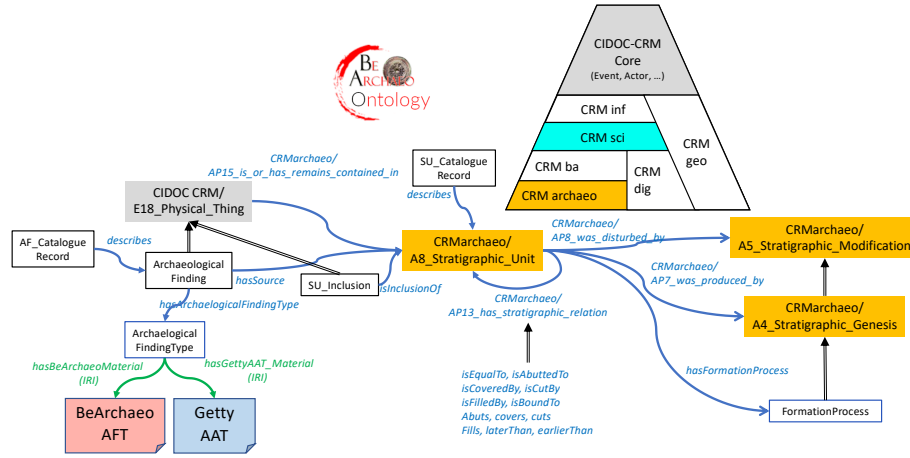 BE
ARCHAEO
Ontology
CIDOC-CRM
Core
(Event, Actor, …)
CRM inf
CRM sci
CRM ba
CRM archaeo
CRM
dig
CRM
geo
CRMarchaeo/
AP15_is_or_has_remains_contained_in
SU_Catalogue
Record
describes
CIDOC CRM/
E18_Physical_Thing
AF_Catalogue
Record
describes
Archaeological
Finding
hasSource
SU_Inclusion
isInclusionOf
CRMarchaeo/
A8_Stratigraphic_Unit
CRMarchaeo/
AP8_was_disturbed_by
CRMarchaeo/
A5_Stratigraphic_Modification
CRMarchaeo/
AP7_was_produced_by
CRMarchaeo/
A4_Stratigraphic_Genesis
CRMarchaeo/
AP13_has_stratigraphic_relation
hasArchaelogicalFindingType
Archaeological
FindingType
hasBeArchaeoMaterial
(IRI)
hasGettyAAT_Material
(IRI)
BeArchaeo
AFT
Getty
AAT
isEqualTo, isAbuttedTo
isCoveredBy, isCutBy
isFilledBy, isBoundTo
Abuts, covers, cuts
Fills, laterThan, earlierThan
hasFormationProcess
FormationProcess